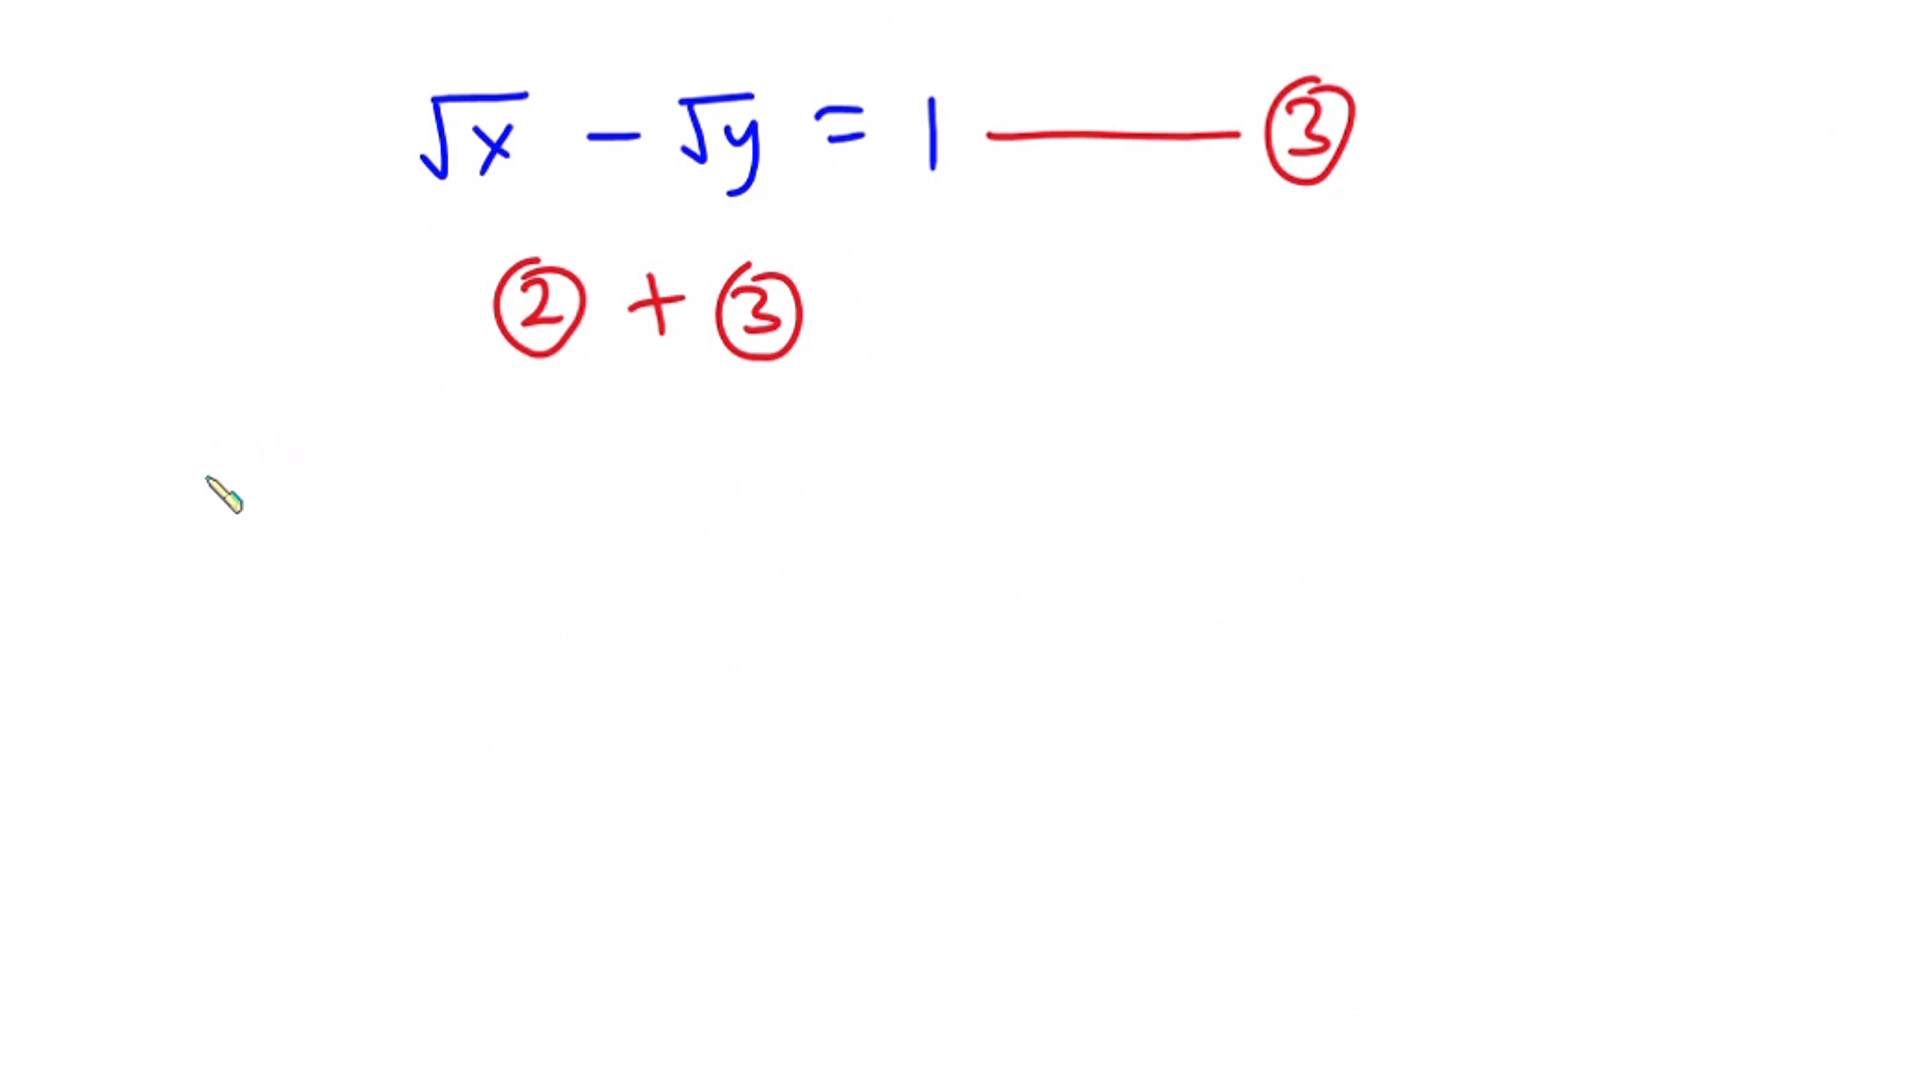 √x - √y = 1 ——— ③
② + ③